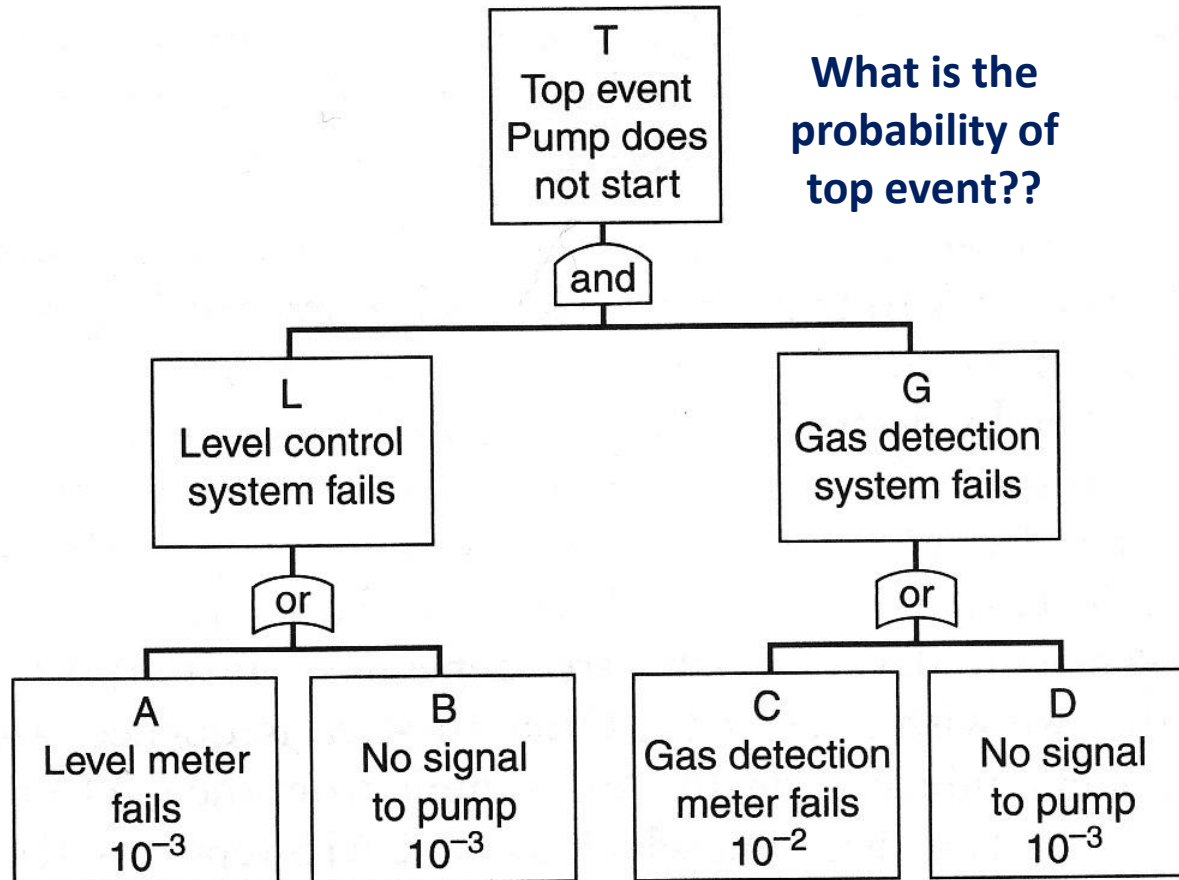 T
Top event
Pump does
not start
What is the
probability of
top event??
and
L
Level control
system fails
G
Gas detection
system fails
or
or
A
Level meter
fails
10⁻³
B
No signal
to pump
10⁻³
C
Gas detection
meter fails
10⁻²
D
No signal
to pump
10⁻³